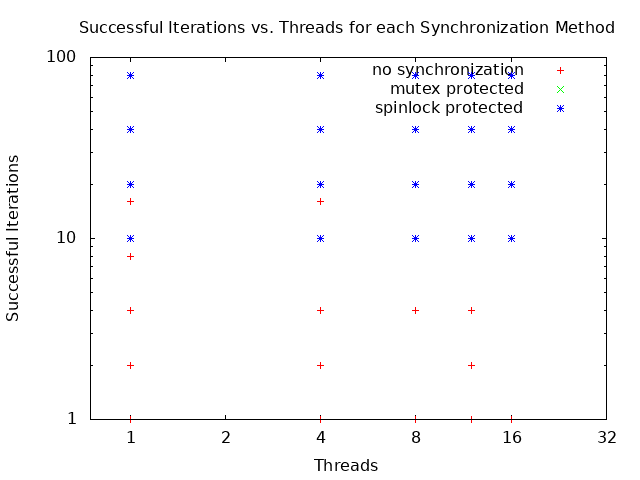 Successful Iterations vs. Threads for each Synchronization Method
100
no synchronization
mutex protected
spinlock protected
Successful Iterations
10
1
1 2 4 8 16 32
Threads